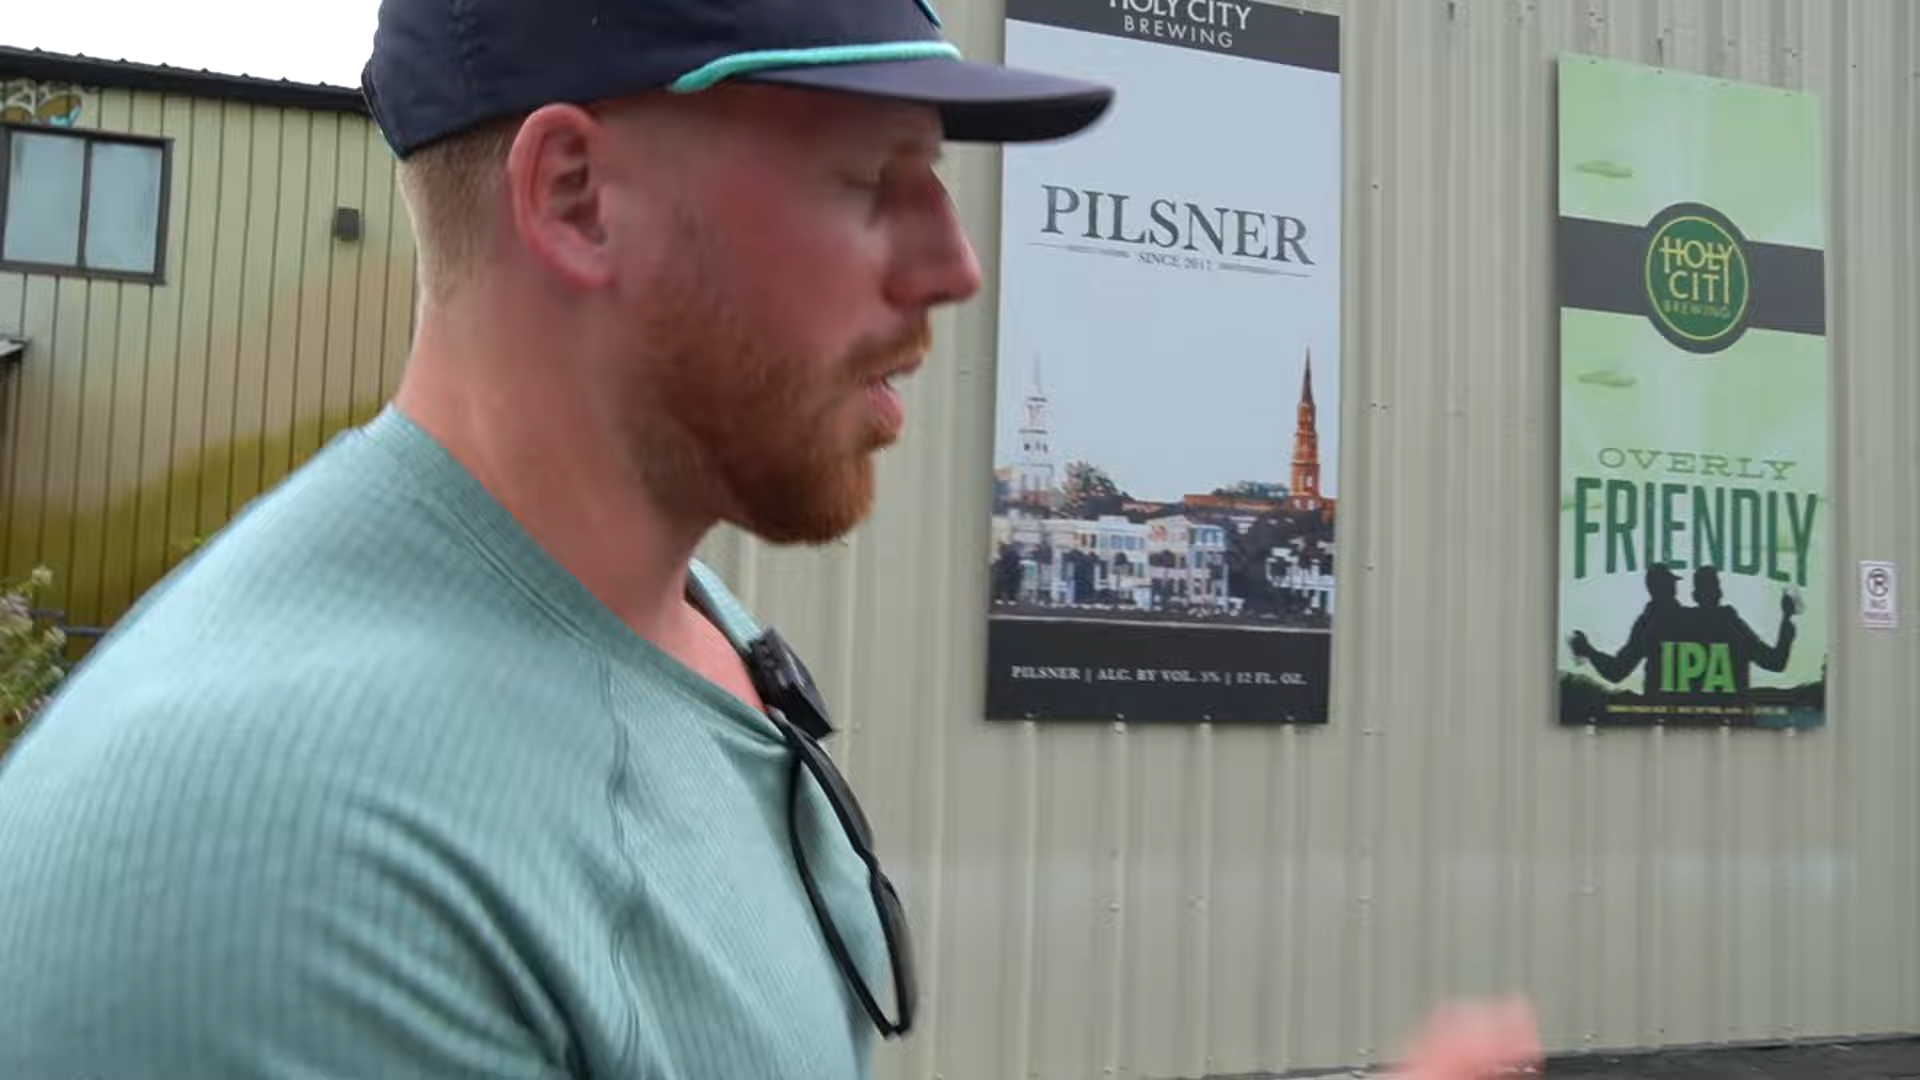 HOLY CITY
BREWING
PILSNER
SINCE 2011
PILSNER | ALC. BY VOL. 5% | 12 FL. OZ.
HOLY
CITY
BREWING
OVERLY
FRIENDLY
IPA
NO